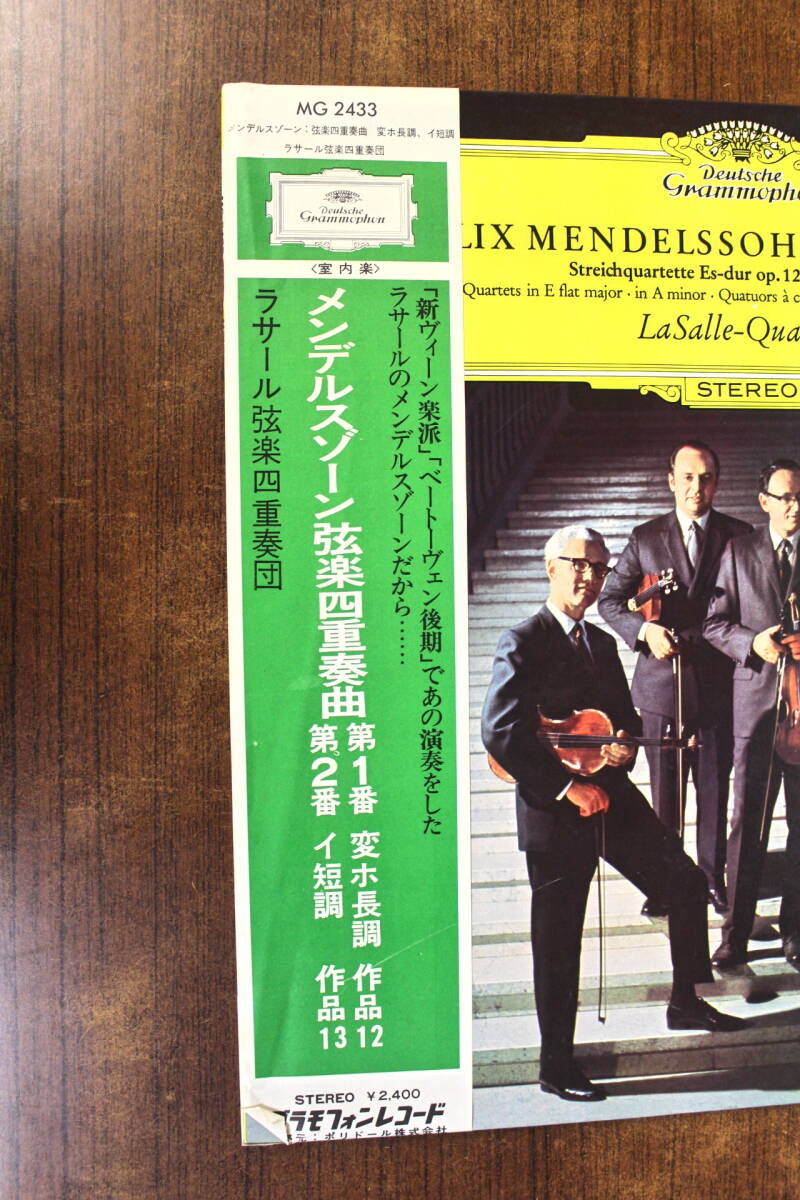 MG 2433
メンデルスゾーン：弦楽四重奏曲　変ホ長調、イ短調
ラサール弦楽四重奏団
Deutsche
Grammophon
〈室内楽〉
「新ヴィーン楽派」「ベートーヴェン後期」であの演奏をした
ラサールのメンデルスゾーンだから……
メンデルスゾーン弦楽四重奏曲
第1番 変ホ長調 作品12
第2番 イ短調 作品13
ラサール弦楽四重奏団
STEREO ¥2,400
グラモフォンレコード
元：ポリドール株式会社
Deutsche
Grammopho
LIX MENDELSSOH
Streichquartette Es-dur op. 12
Quartets in E flat major · in A minor · Quatuors à c
LaSalle-Qua
STEREO